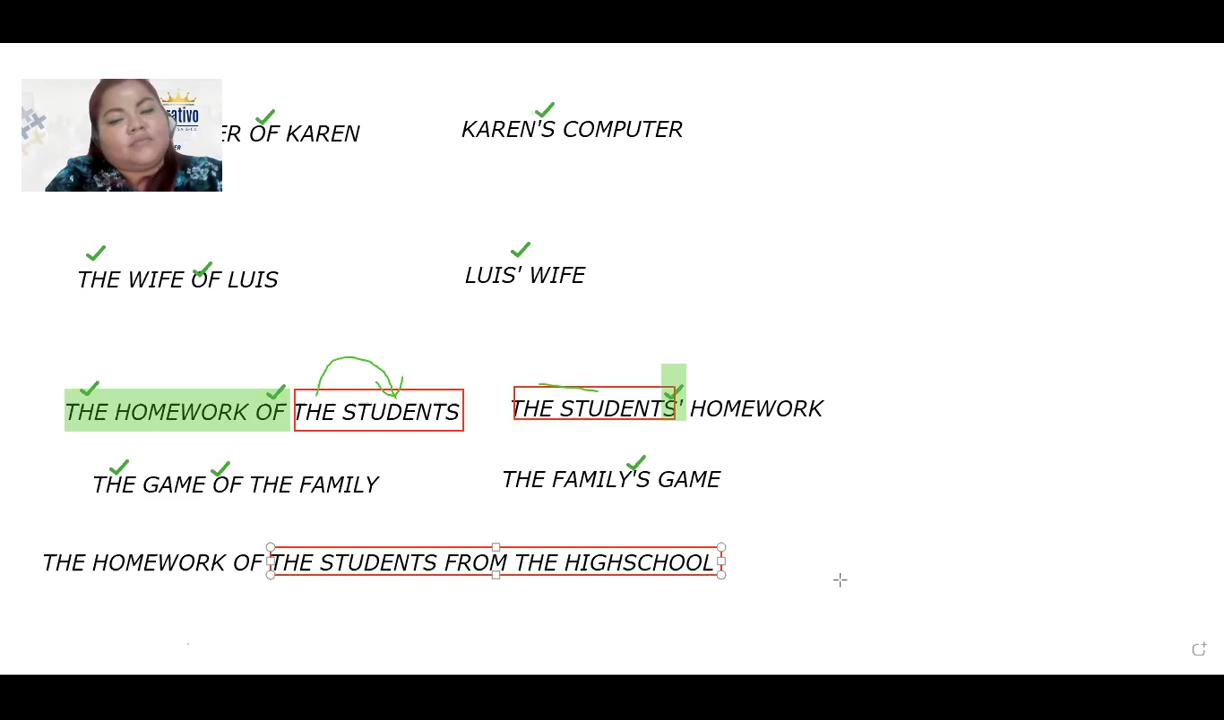 OF KAREN
KAREN'S COMPUTER
THE WIFE OF LUIS
LUIS' WIFE
THE HOMEWORK OF THE STUDENTS
THE STUDENTS' HOMEWORK
THE GAME OF THE FAMILY
THE FAMILY'S GAME
THE HOMEWORK OF THE STUDENTS FROM THE HIGHSCHOOL